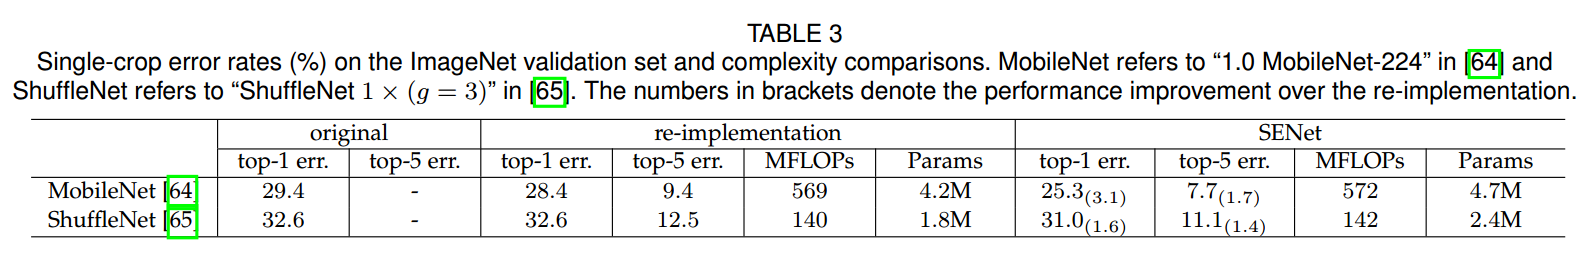 TABLE 3
Single-crop error rates (%) on the ImageNet validation set and complexity comparisons. MobileNet refers to “1.0 MobileNet-224” in [64] and
ShuffleNet refers to “ShuffleNet 1 × (g = 3)” in [65]. The numbers in brackets denote the performance improvement over the re-implementation.
original re-implementation SENet
top-1 err. top-5 err. top-1 err. top-5 err. MFLOPs Params top-1 err. top-5 err. MFLOPs Params
MobileNet [64] 29.4 - 28.4 9.4 569 4.2M 25.3(3.1) 7.7(1.7) 572 4.7M
ShuffleNet [65] 32.6 - 32.6 12.5 140 1.8M 31.0(1.6) 11.1(1.4) 142 2.4M